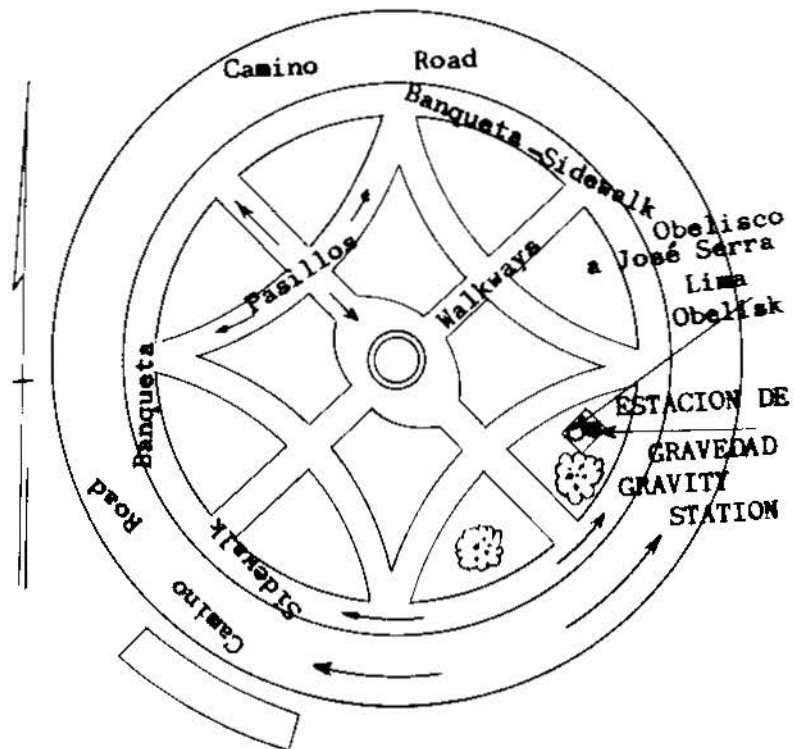 Camino Road
Banqueta-Sidewalk
Obelisco
a José Serra
Lima
Obelisk
Pasillos
Walkways
Banqueta
ESTACION DE
GRAVEDAD
GRAVITY
STATION
Road
Sidewalk
Camino